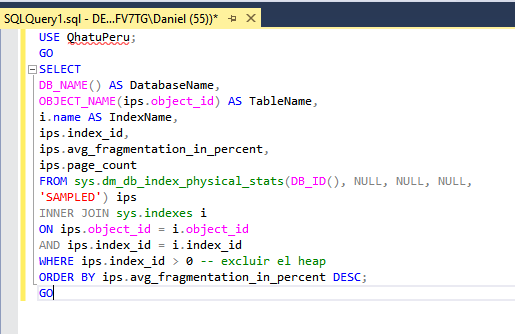 SQLQuery1.sql - DE...FV7TG\Daniel (55))*
USE QhatuPeru;
GO
SELECT
DB_NAME() AS DatabaseName,
OBJECT_NAME(ips.object_id) AS TableName,
i.name AS IndexName,
ips.index_id,
ips.avg_fragmentation_in_percent,
ips.page_count
FROM sys.dm_db_index_physical_stats(DB_ID(), NULL, NULL, NULL,
'SAMPLED') ips
INNER JOIN sys.indexes i
ON ips.object_id = i.object_id
AND ips.index_id = i.index_id
WHERE ips.index_id > 0 -- excluir el heap
ORDER BY ips.avg_fragmentation_in_percent DESC;
GO